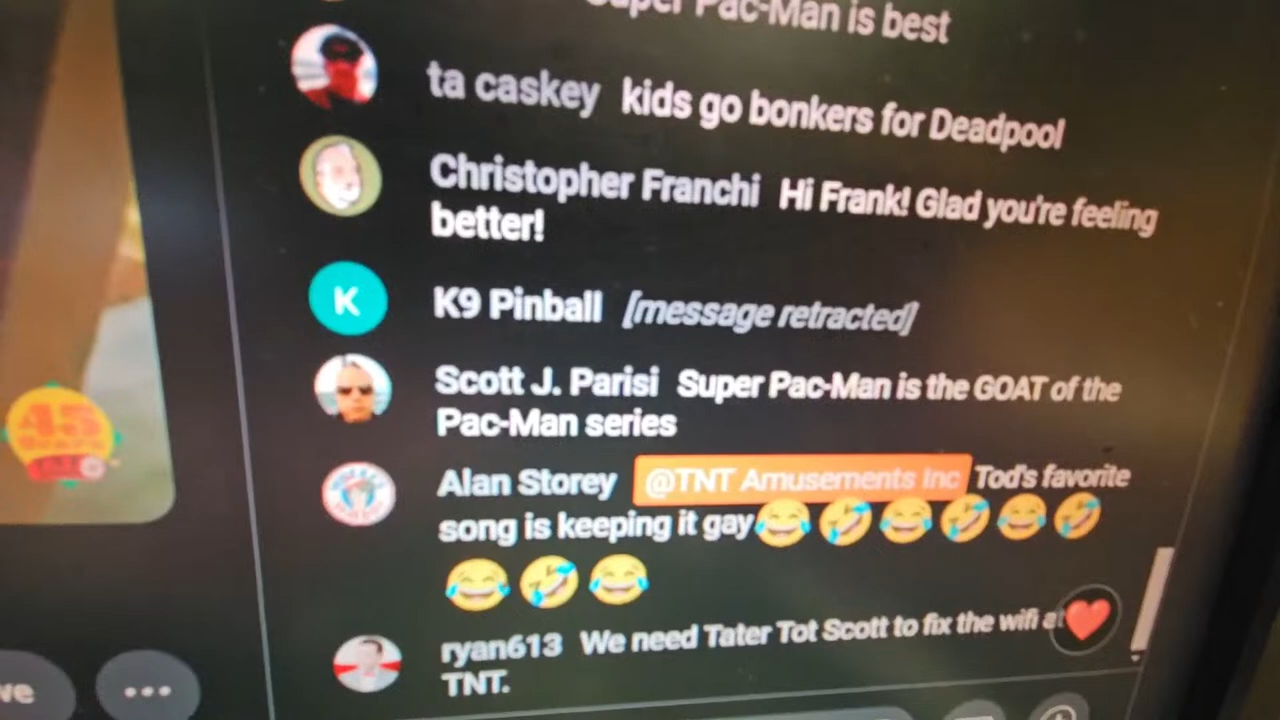 Super Pac-Man is best
ta caskey kids go bonkers for Deadpool
Christopher Franchi Hi Frank! Glad you're feeling
better!
K
K9 Pinball [message retracted]
Scott J. Parisi Super Pac-Man is the GOAT of the
Pac-Man series
45
Alan Storey @TNT Amusements Inc Tod's favorite
song is keeping it gay
ryan613 We need Tater Tot Scott to fix the wifi at
TNT.